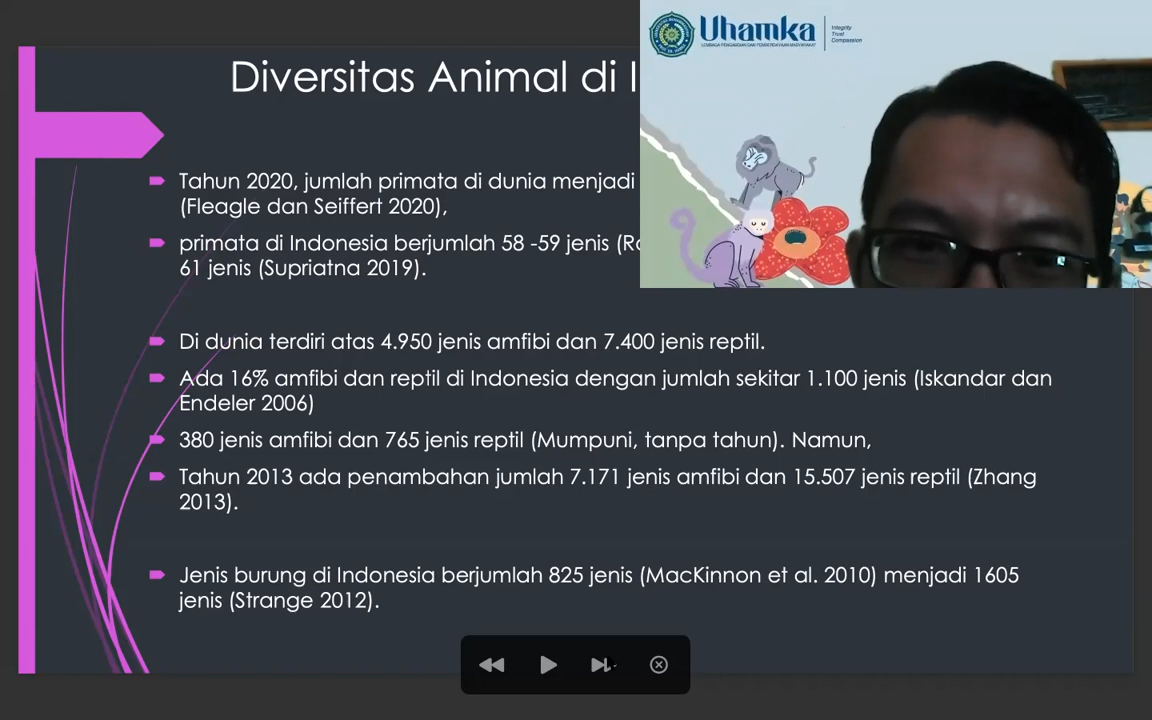 Diversitas Animal di
Uhamka
LEMBAGA PENGABDIAN DAN PEMBERDAYAAN MASYARAKAT
Integrity
Trust
Compassion
Tahun 2020, jumlah primata di dunia menjadi
(Fleagle dan Seiffert 2020),
primata di Indonesia berjumlah 58 -59 jenis
61 jenis (Supriatna 2019).
Di dunia terdiri atas 4.950 jenis amfibi dan 7.400 jenis reptil.
Ada 16% amfibi dan reptil di Indonesia dengan jumlah sekitar 1.100 jenis (Iskandar dan
Endeler 2006)
380 jenis amfibi dan 765 jenis reptil (Mumpuni, tanpa tahun). Namun,
Tahun 2013 ada penambahan jumlah 7.171 jenis amfibi dan 15.507 jenis reptil (Zhang
2013).
Jenis burung di Indonesia berjumlah 825 jenis (MacKinnon et al. 2010) menjadi 1605
jenis (Strange 2012).